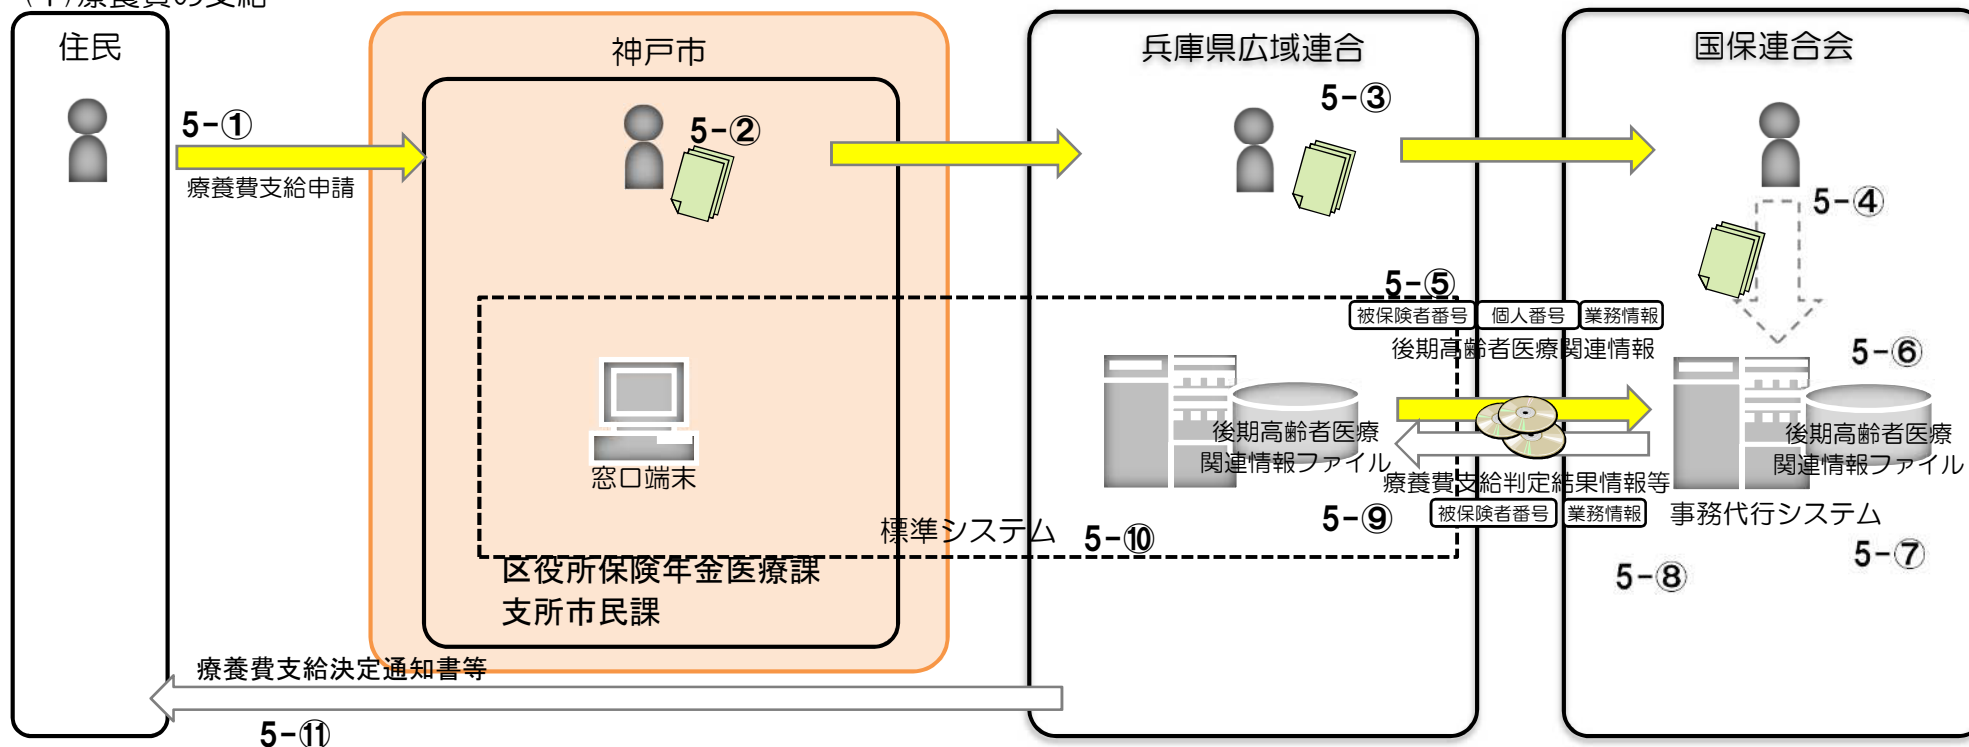 療養費の支給
住民
神戸市
兵庫県広域連合
国保連合会
5-①
療養費支給申請
5-②
5-③
5-④
5-⑤
被保険者番号
個人番号
業務情報
後期高齢者医療関連情報
5-⑥
後期高齢者医療
関連情報ファイル
後期高齢者医療
関連情報ファイル
窓口端末
療養費支給判定結果情報等
被保険者番号
業務情報
5-⑨
標準システム
5-⑩
事務代行システム
5-⑦
5-⑧
区役所保険年金医療課
支所市民課
療養費支給決定通知書等
5-⑪